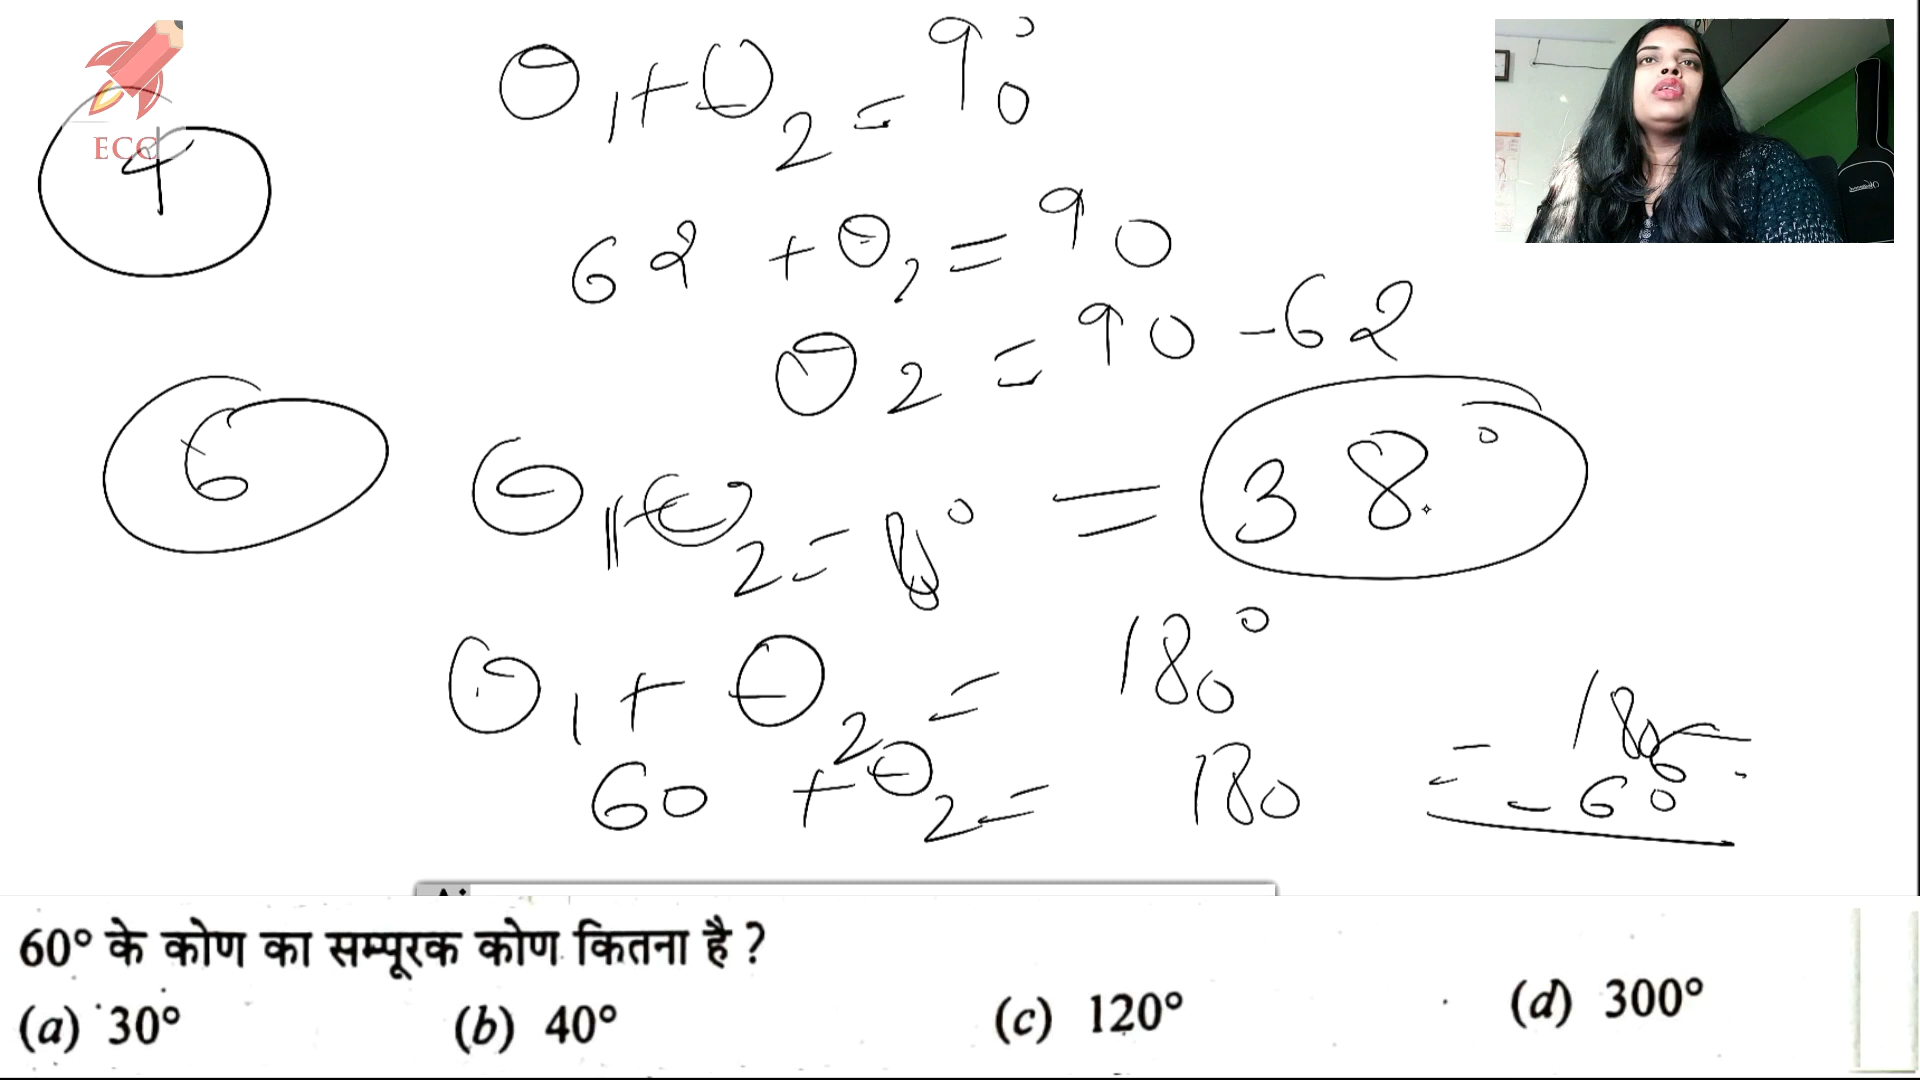 ECC
4
θ₁+θ₂=90°
62+θ₂=90
θ₂=90-62
6
θ₁+θ₂= °
=38°
θ₁+θ₂=180°
60+θ₂=180
=180
-60
60° के कोण का सम्पूरक कोण कितना है ?
(a) 30° (b) 40° (c) 120° (d) 300°